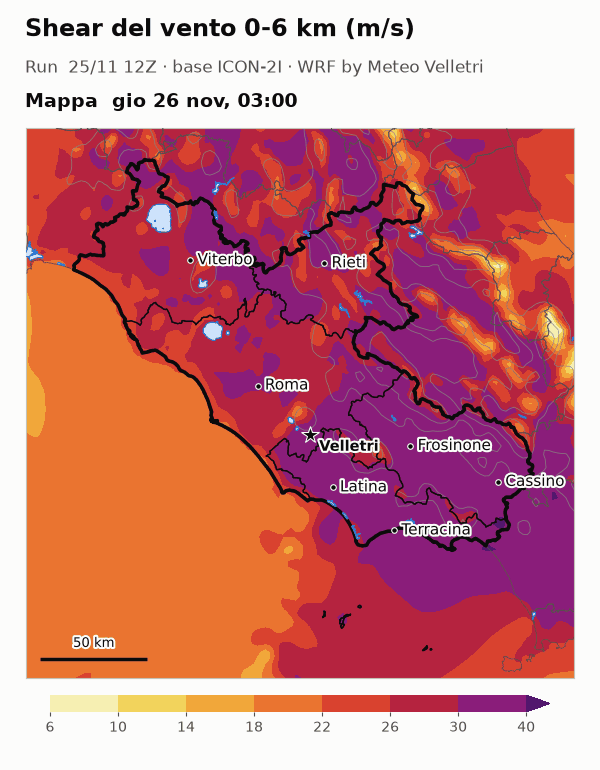 Shear del vento 0-6 km (m/s)
Run  25/11 12Z · base ICON-2I · WRF by Meteo Velletri
Mappa  gio 26 nov, 03:00
Viterbo
Rieti
Roma
Velletri
Frosinone
Latina
Cassino
Terracina
50 km
6 10 14 18 22 26 30 40